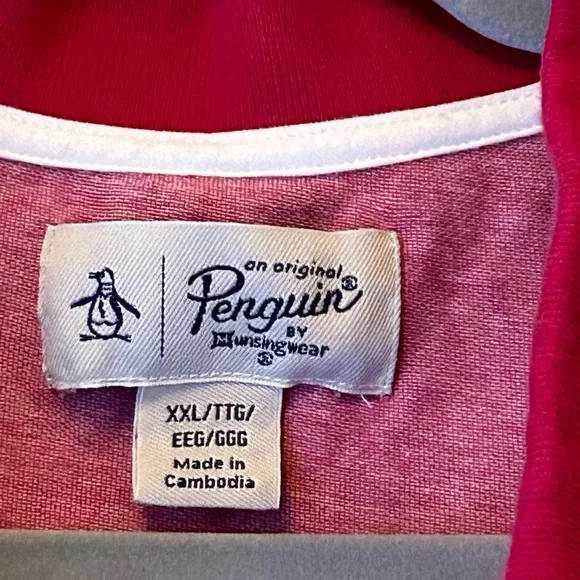 an original®
Penguin
BY
Munsingwear
®
XXL/TTG/
EEG/GGG
Made in
Cambodia